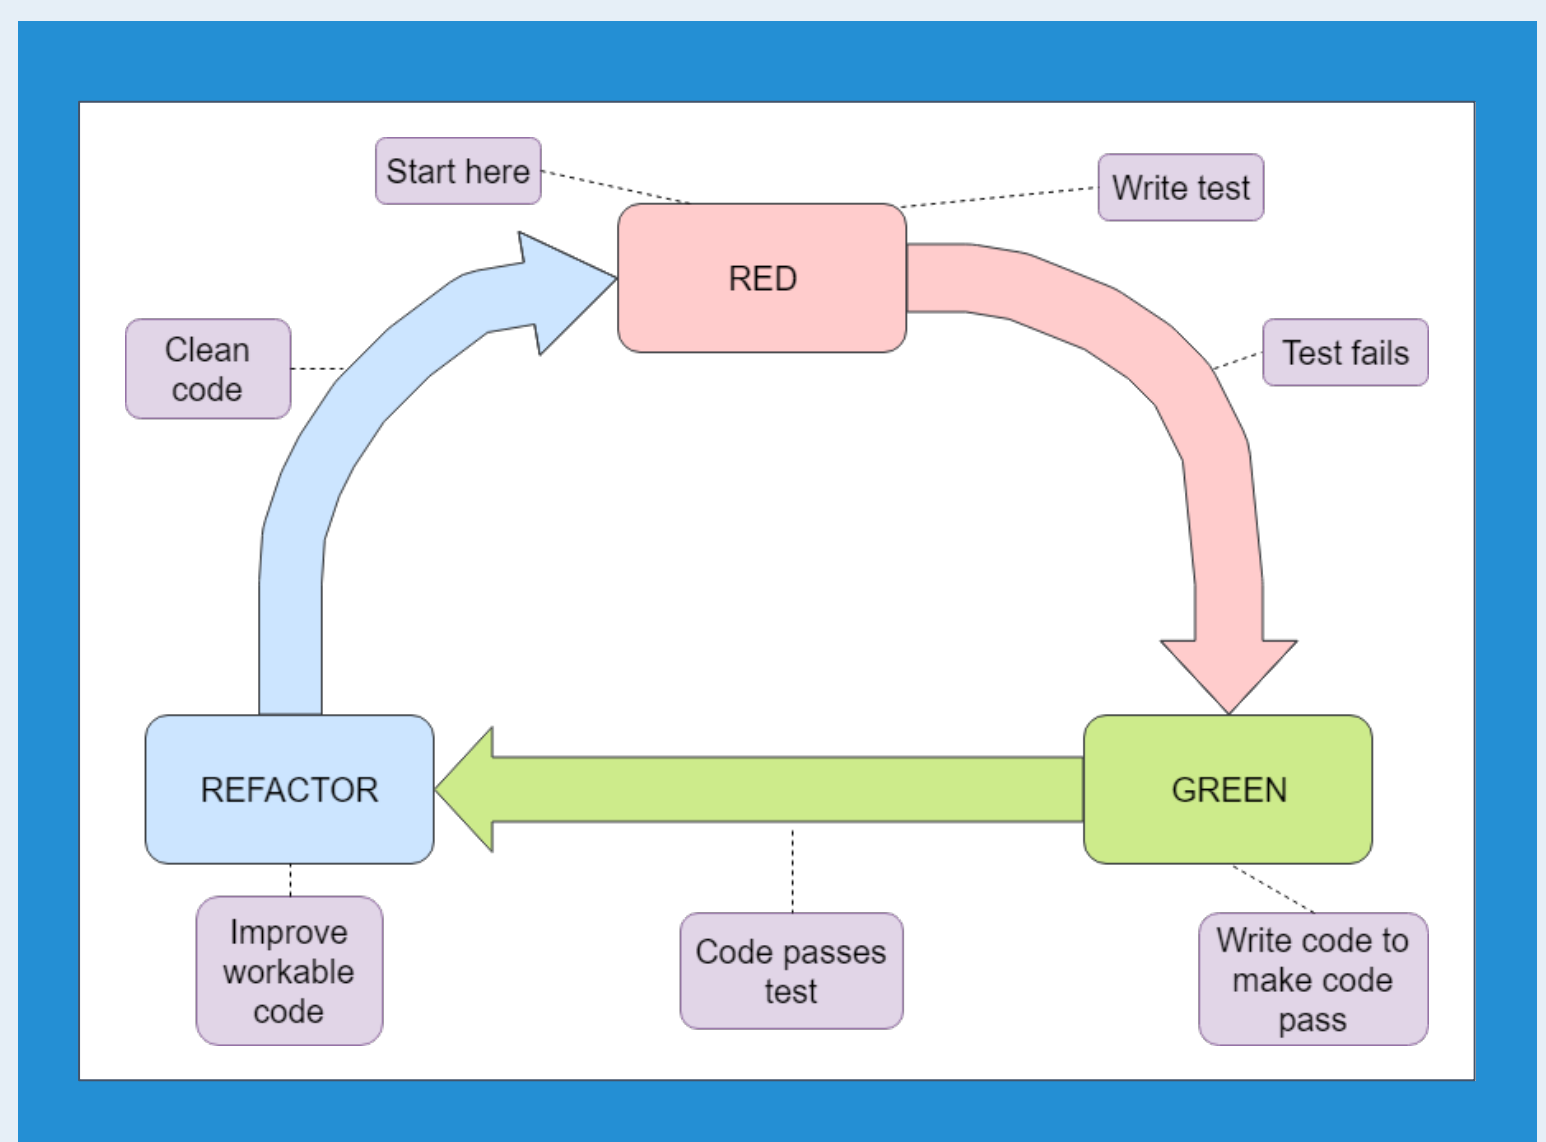 Start here
Write test
RED
Clean
code
Test fails
REFACTOR
GREEN
Improve
workable
code
Code passes
test
Write code to
make code
pass